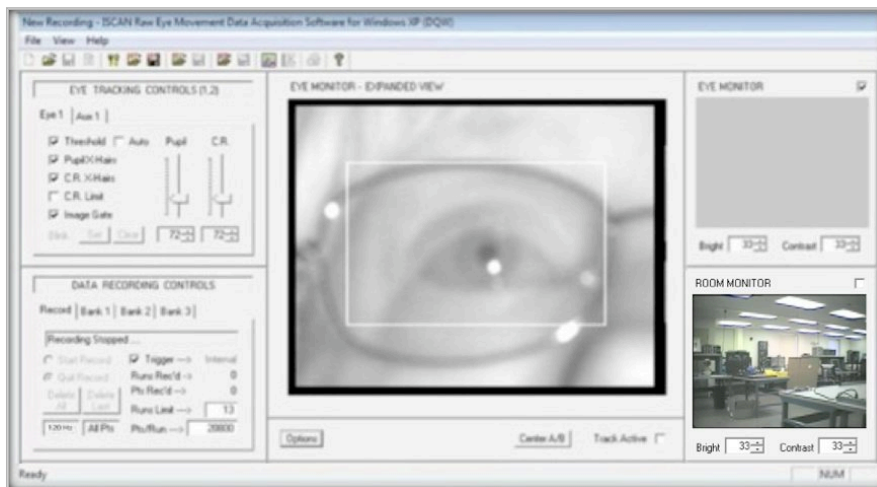 New Recording - ISCAN Raw Eye Movement Data Acquisition Software for Windows XP (DQW)
File View Help
EYE TRACKING CONTROLS (1,2)
Eye 1 Aux 1
Threshold Auto Pupil C.R.
Pupil X-Hairs
C.R. X-Hairs
C.R. Limit
Image Gate
Blink Set Clear 72 72
DATA RECORDING CONTROLS
Record Bank 1 Bank 2 Bank 3
Recording Stopped ...
Start Record Trigger --> Internal
Quit Record Runs Rec'd --> 0
Delete All Delete Last Pts Rec'd --> 0
Runs Limit --> 13
120 Hz All Pts Pts/Run --> 20000
EYE MONITOR - EXPANDED VIEW
Options Center A/B Track Active
EYE MONITOR
Bright 33 Contrast 33
ROOM MONITOR
Bright 33 Contrast 33
Ready NUM